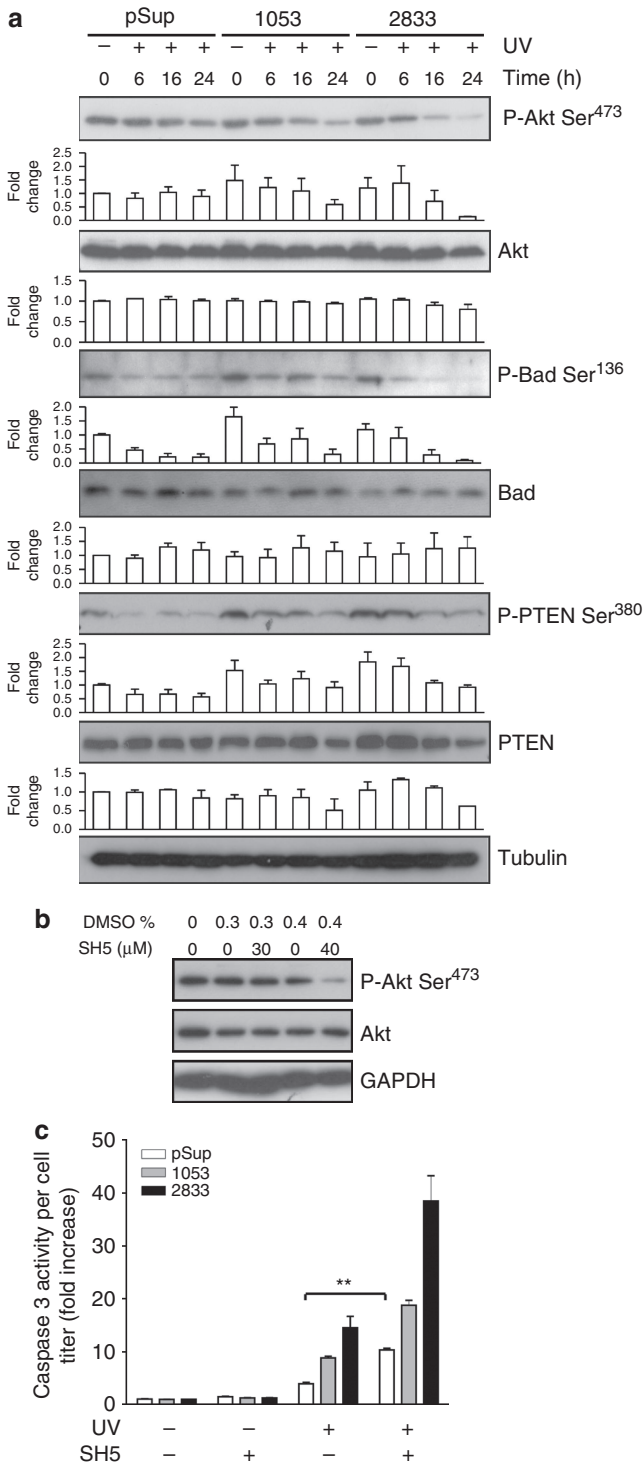 a
pSup 1053 2833
– + + + – + + + – + + + UV
0 6 16 24 0 6 16 24 0 6 16 24 Time (h)
P-Akt Ser473
Fold change
2.5
2.0
1.5
1.0
0.5
0.0
Akt
Fold change
1.5
1.0
0.5
0.0
P-Bad Ser136
Fold change
2.0
1.5
1.0
0.5
0.0
Bad
Fold change
2.0
1.5
1.0
0.5
0.0
P-PTEN Ser380
Fold change
2.5
2.0
1.5
1.0
0.5
0.0
PTEN
Fold change
1.5
1.0
0.5
0.0
Tubulin
b
DMSO % 0 0.3 0.3 0.4 0.4
SH5 (μM) 0 0 30 0 40
P-Akt Ser473
Akt
GAPDH
c
Caspase 3 activity per cell
titer (fold increase)
50
40
30
20
10
0
pSup
1053
2833
**
UV – – + +
SH5 – + – +